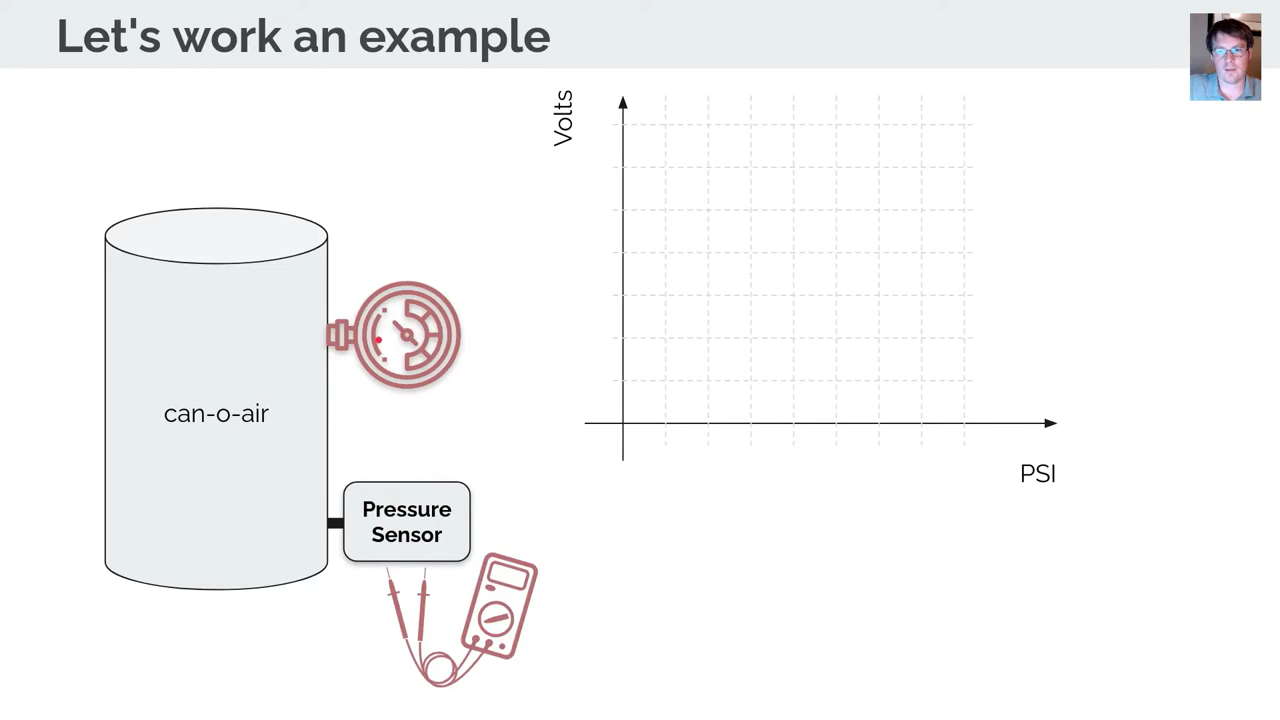 Let's work an example
Volts
can-o-air
PSI
Pressure
Sensor